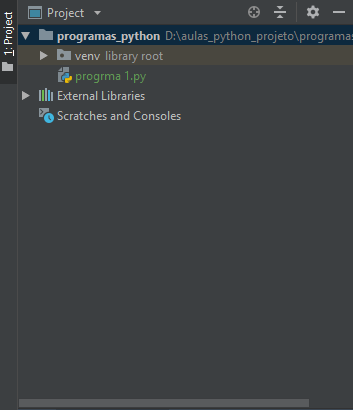 Project
1: Project
programas_python D:\aulas_python_projeto\programas
venv library root
progrma 1.py
External Libraries
Scratches and Consoles